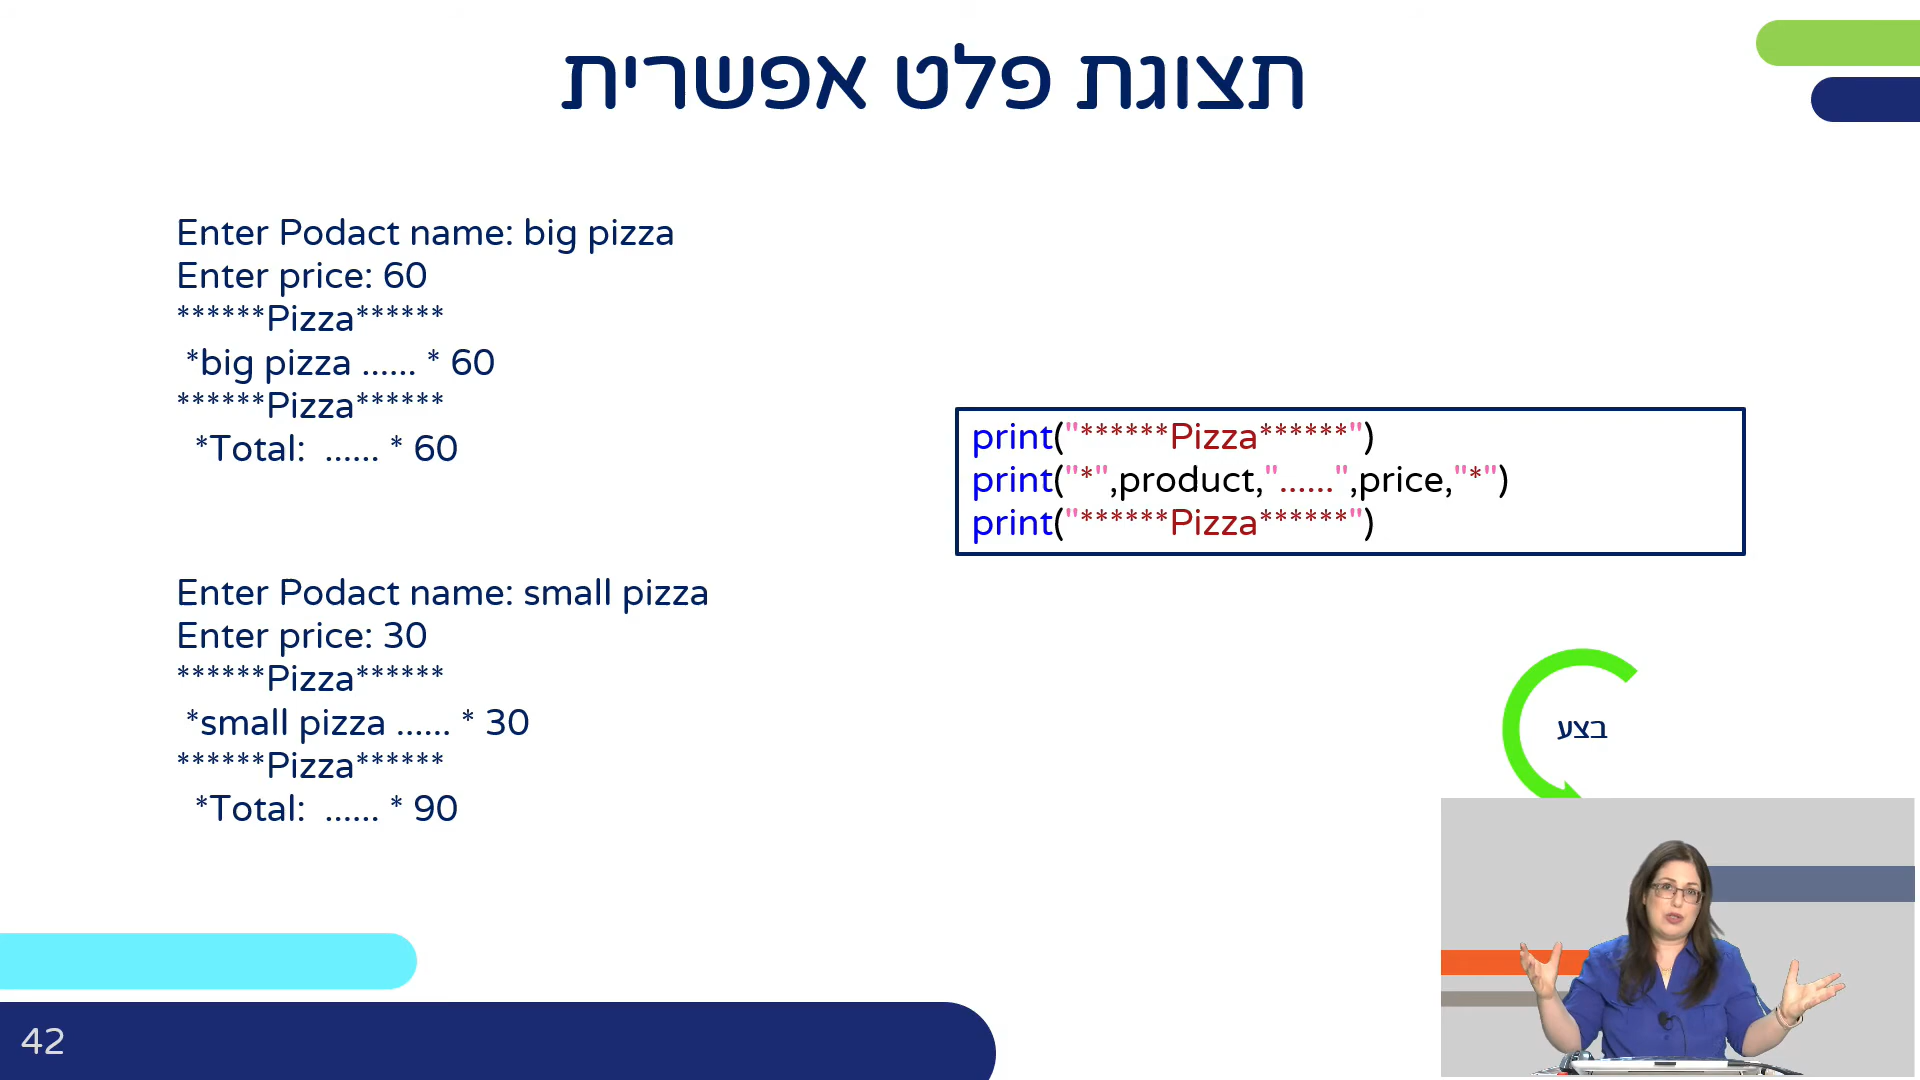 תצוגת פלט אפשרית
Enter Podact name: big pizza
Enter price: 60
******Pizza******
*big pizza ...... * 60
******Pizza******
*Total: ...... * 60
print("******Pizza******")
print("*",product,"......",price,"*")
print("******Pizza******")
Enter Podact name: small pizza
Enter price: 30
******Pizza******
*small pizza ...... * 30
******Pizza******
*Total: ...... * 90
בצע
42